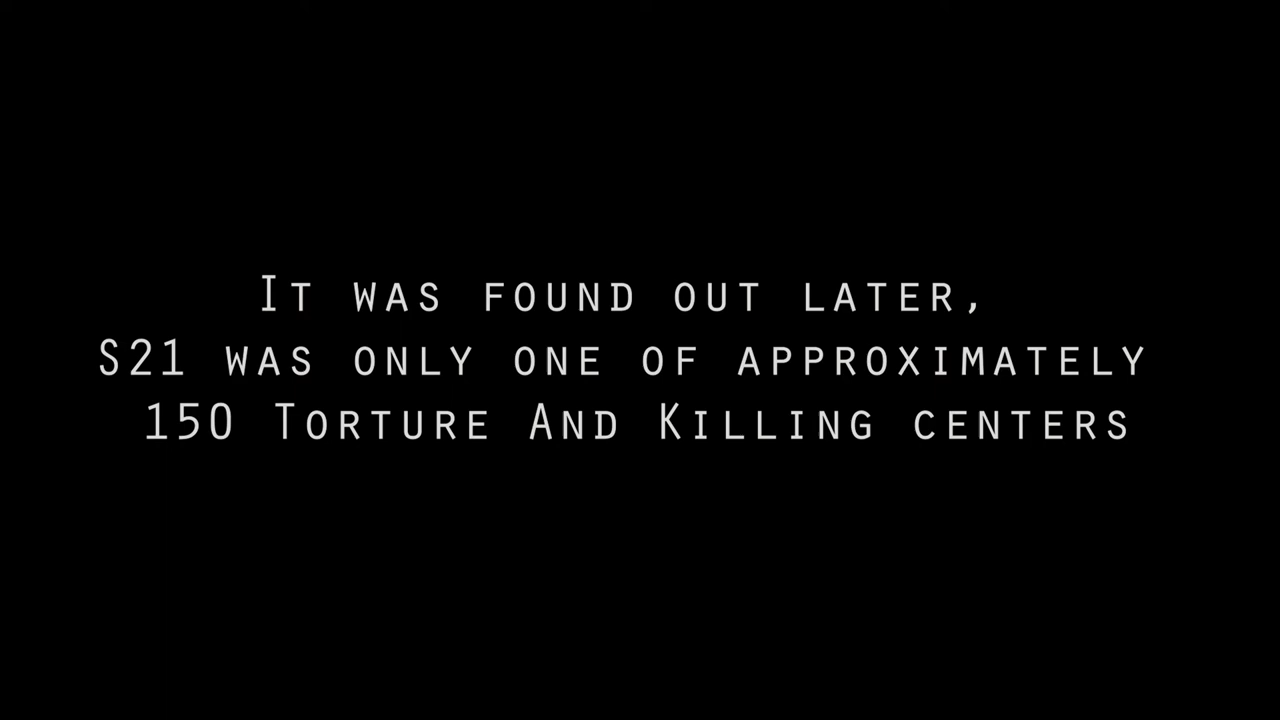 It was found out later,
S21 was only one of approximately
150 Torture And Killing centers